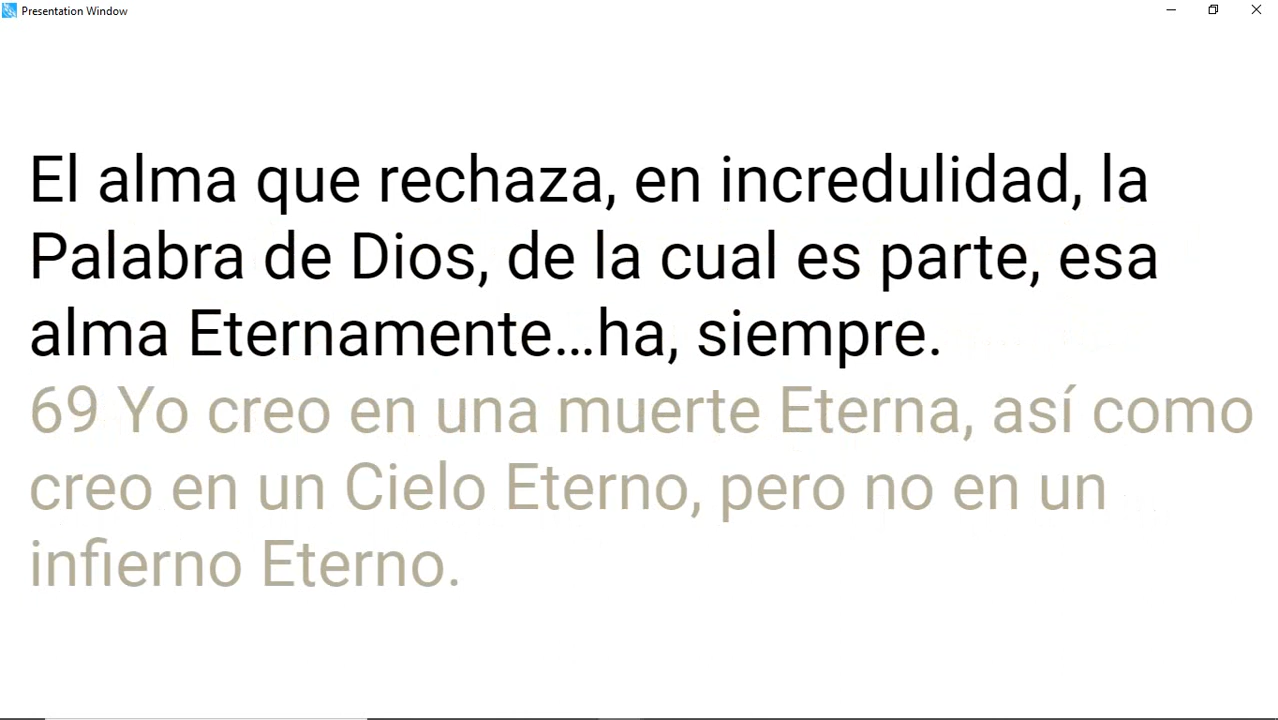 Presentation Window
El alma que rechaza, en incredulidad, la
Palabra de Dios, de la cual es parte, esa
alma Eternamente...ha, siempre.
69 Yo creo en una muerte Eterna, así como
creo en un Cielo Eterno, pero no en un
infierno Eterno.